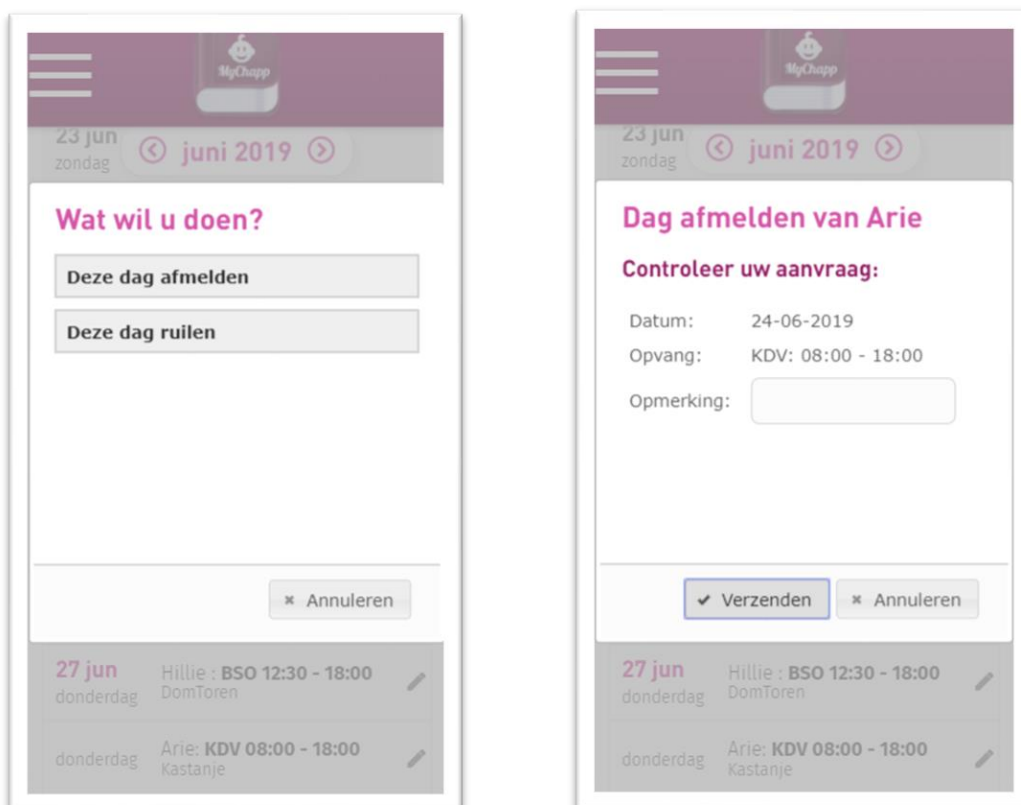 MyChapp
23 jun
zondag
juni 2019
Wat wil u doen?
Deze dag afmelden
Deze dag ruilen
Annuleren
27 jun
donderdag
Hillie : BSO 12:30 - 18:00
DomToren
donderdag
Arie: KDV 08:00 - 18:00
Kastanje
MyChapp
23 jun
zondag
juni 2019
Dag afmelden van Arie
Controleer uw aanvraag:
Datum: 24-06-2019
Opvang: KDV: 08:00 - 18:00
Opmerking:
Verzenden Annuleren
27 jun
donderdag
Hillie : BSO 12:30 - 18:00
DomToren
donderdag
Arie: KDV 08:00 - 18:00
Kastanje